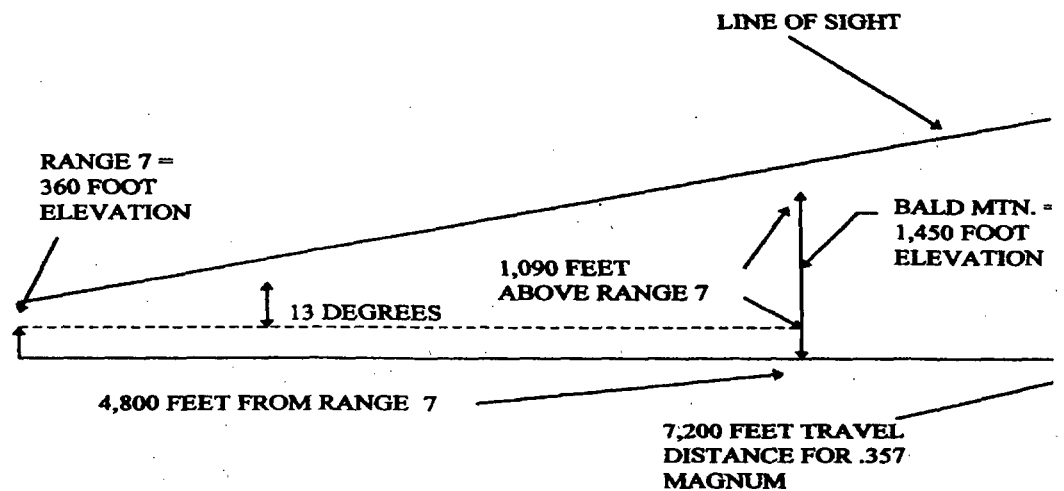 LINE OF SIGHT
RANGE 7 =
360 FOOT
ELEVATION
BALD MTN. =
1,450 FOOT
ELEVATION
1,090 FEET
ABOVE RANGE 7
13 DEGREES
4,800 FEET FROM RANGE 7
7,200 FEET TRAVEL
DISTANCE FOR .357
MAGNUM